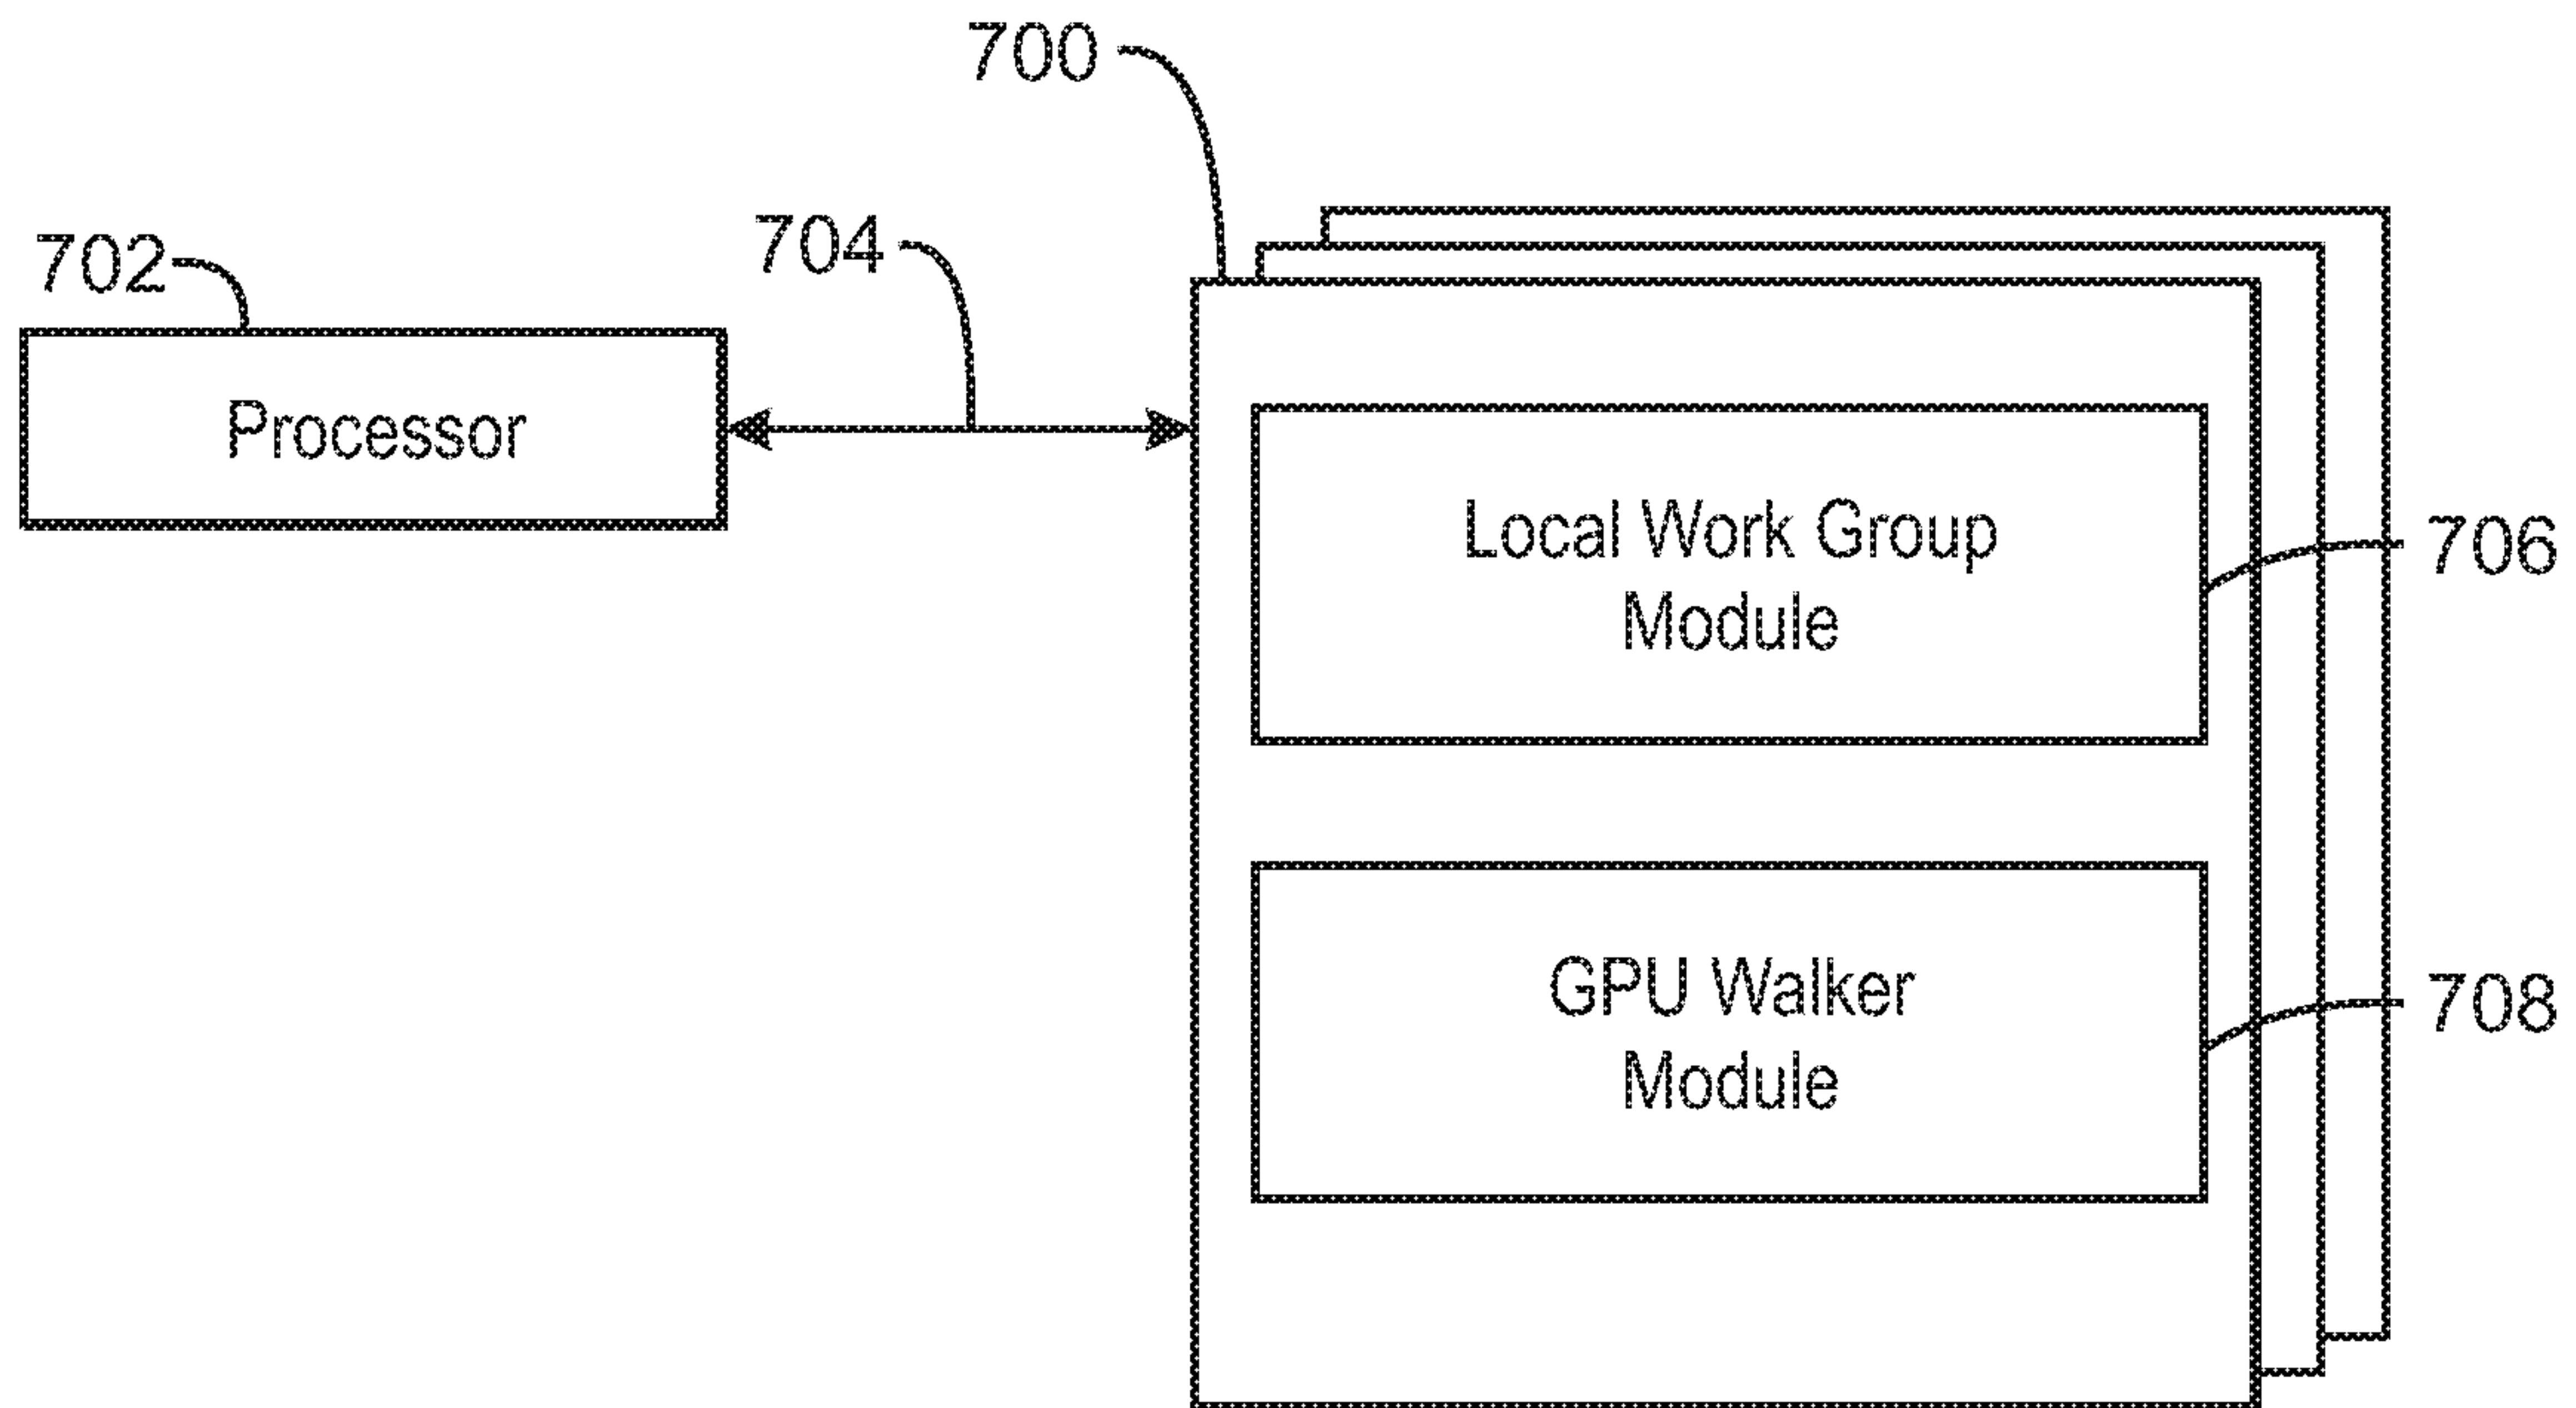 700
704
702
Processor
Local Work Group
Module
706
GPU Walker
Module
708